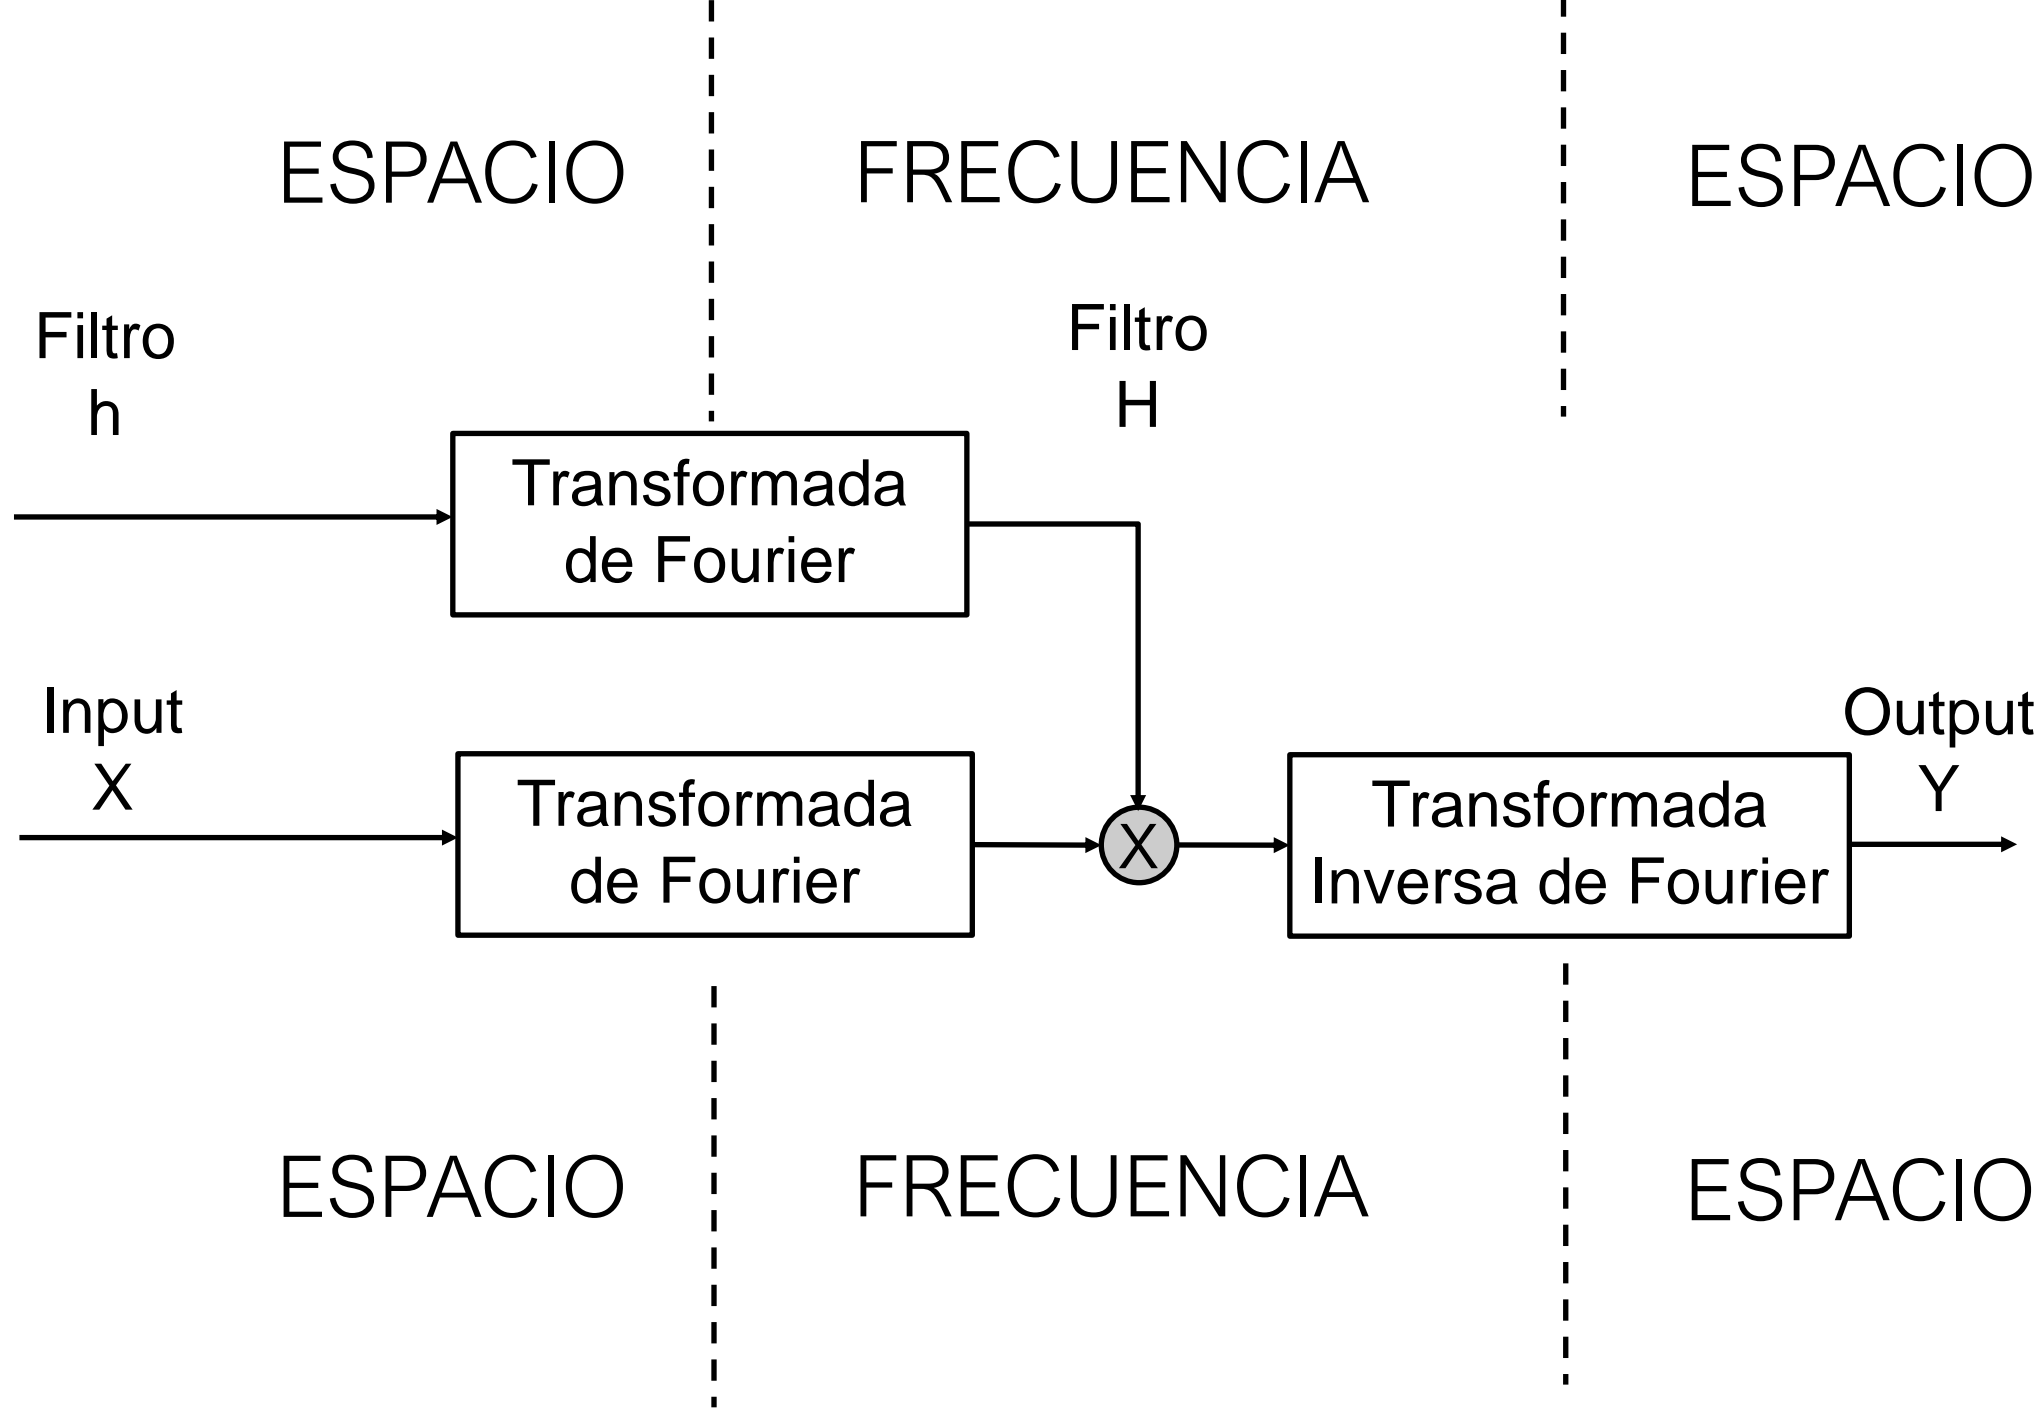 ESPACIO
FRECUENCIA
ESPACIO
Filtro
h
Filtro
H
Transformada
de Fourier
Input
X
Transformada
de Fourier
X
Transformada
Inversa de Fourier
Output
Y
ESPACIO
FRECUENCIA
ESPACIO